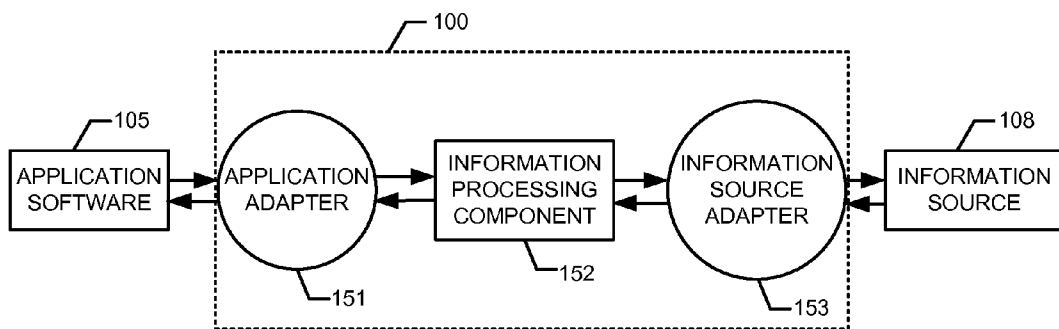 100
105
108
APPLICATION
SOFTWARE
APPLICATION
ADAPTER
INFORMATION
PROCESSING
COMPONENT
INFORMATION
SOURCE
ADAPTER
INFORMATION
SOURCE
151
152
153